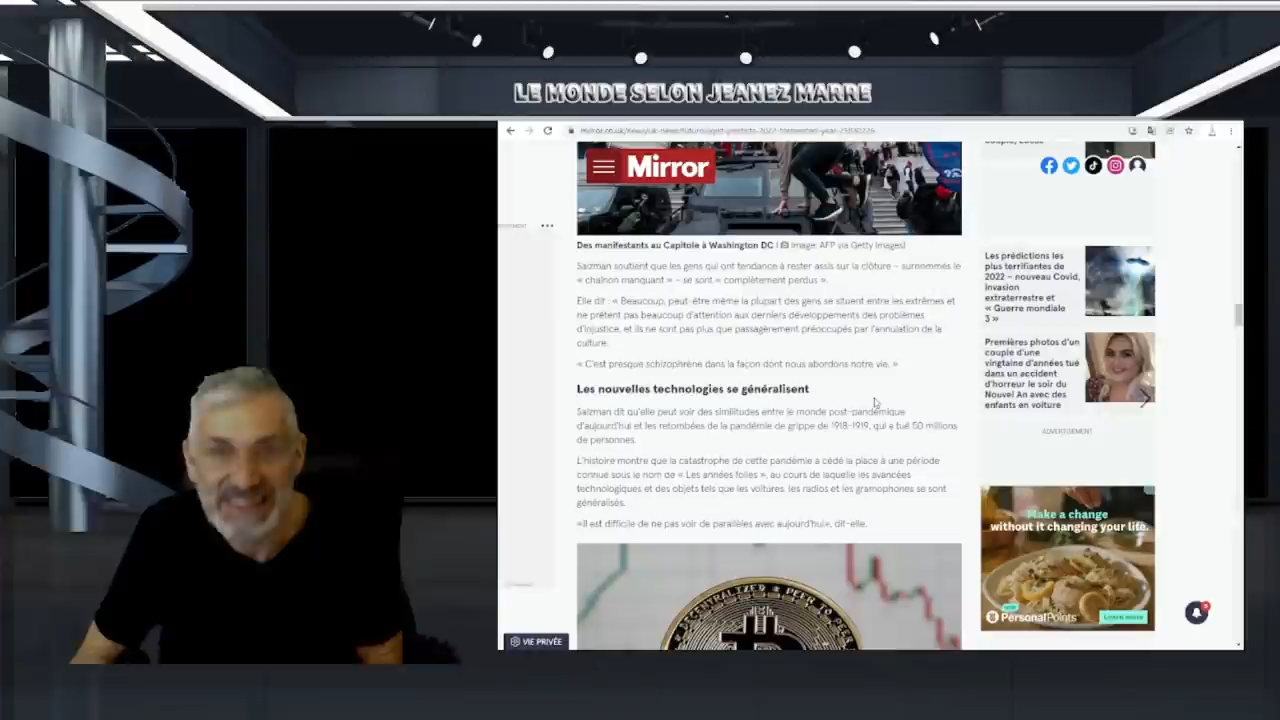 LE MONDE SELON JEANEZ MARRE
Mirror
ADVERTISEMENT
Des manifestants au Capitole à Washington DC ( Image: AFP via Getty Images)
Salzman soutient que les gens qui ont tendance à rester assis sur la clôture – surnommés le
« chaînon manquant » – se sont « complètement perdus ».
Elle dit : « Beaucoup, peut-être même la plupart des gens se situent entre les extrêmes et
ne prêtent pas beaucoup d'attention aux derniers développements des problèmes
d'injustice, et ils ne sont pas plus que passagèrement préoccupés par l'annulation de la
culture.
« C'est presque schizophrène dans la façon dont nous abordons notre vie. »
Les nouvelles technologies se généralisent
Salzman dit qu'elle peut voir des similitudes entre le monde post-pandémique
d'aujourd'hui et les retombées de la pandémie de grippe de 1918-1919, qui a tué 50 millions
de personnes.
L'histoire montre que la catastrophe de cette pandémie a cédé la place à une période
connue sous le nom de « Les années folles », au cours de laquelle les avancées
technologiques et des objets tels que les voitures, les radios et les gramophones se sont
généralisés.
«Il est difficile de ne pas voir de parallèles avec aujourd'hui», dit-elle.
DECENTRALIZED PEER TO PEER
VIE PRIVÉE
Les prédictions les
plus terrifiantes de
2022 – nouveau Covid,
invasion
extraterrestre et
« Guerre mondiale
3 »
Premières photos d'un
couple d'une
vingtaine d'années tué
dans un accident
d'horreur le soir du
Nouvel An avec des
enfants en voiture
ADVERTISEMENT
Make a change
without it changing your life.
PersonalPoints
Learn more